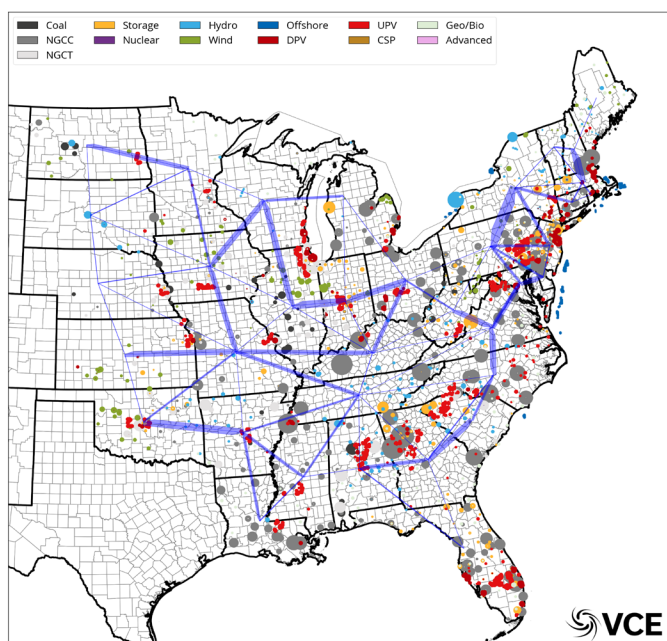 Coal Storage Hydro Offshore UPV Geo/Bio
NGCC Nuclear Wind DPV CSP Advanced
NGCT
VCE